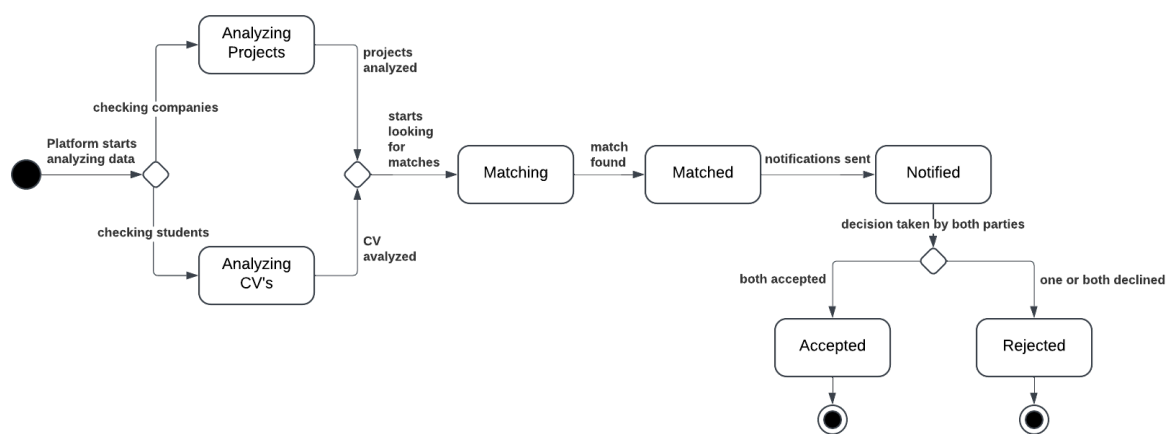 Analyzing
Projects
projects
analyzed
checking companies
starts
looking
for
matches
Platform starts
analyzing data
match
found
notifications sent
Matching
Matched
Notified
checking students
decision taken by both parties
CV
avalyzed
Analyzing
CV's
both accepted
one or both declined
Accepted
Rejected